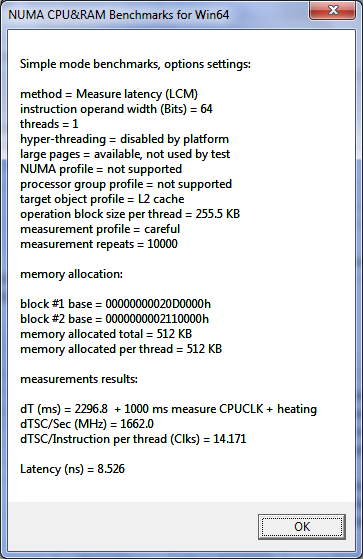 NUMA CPU&RAM Benchmarks for Win64
Simple mode benchmarks, options settings:
method = Measure latency (LCM)
instruction operand width (Bits) = 64
threads = 1
hyper-threading = disabled by platform
large pages = available, not used by test
NUMA profile = not supported
processor group profile = not supported
target object profile = L2 cache
operation block size per thread = 255.5 KB
measurement profile = careful
measurement repeats = 10000
memory allocation:
block #1 base = 00000000020D0000h
block #2 base = 0000000002110000h
memory allocated total = 512 KB
memory allocated per thread = 512 KB
measurements results:
dT (ms) = 2296.8  + 1000 ms measure CPUCLK + heating
dTSC/Sec (MHz) = 1662.0
dTSC/Instruction per thread (Clks) = 14.171
Latency (ns) = 8.526
OK